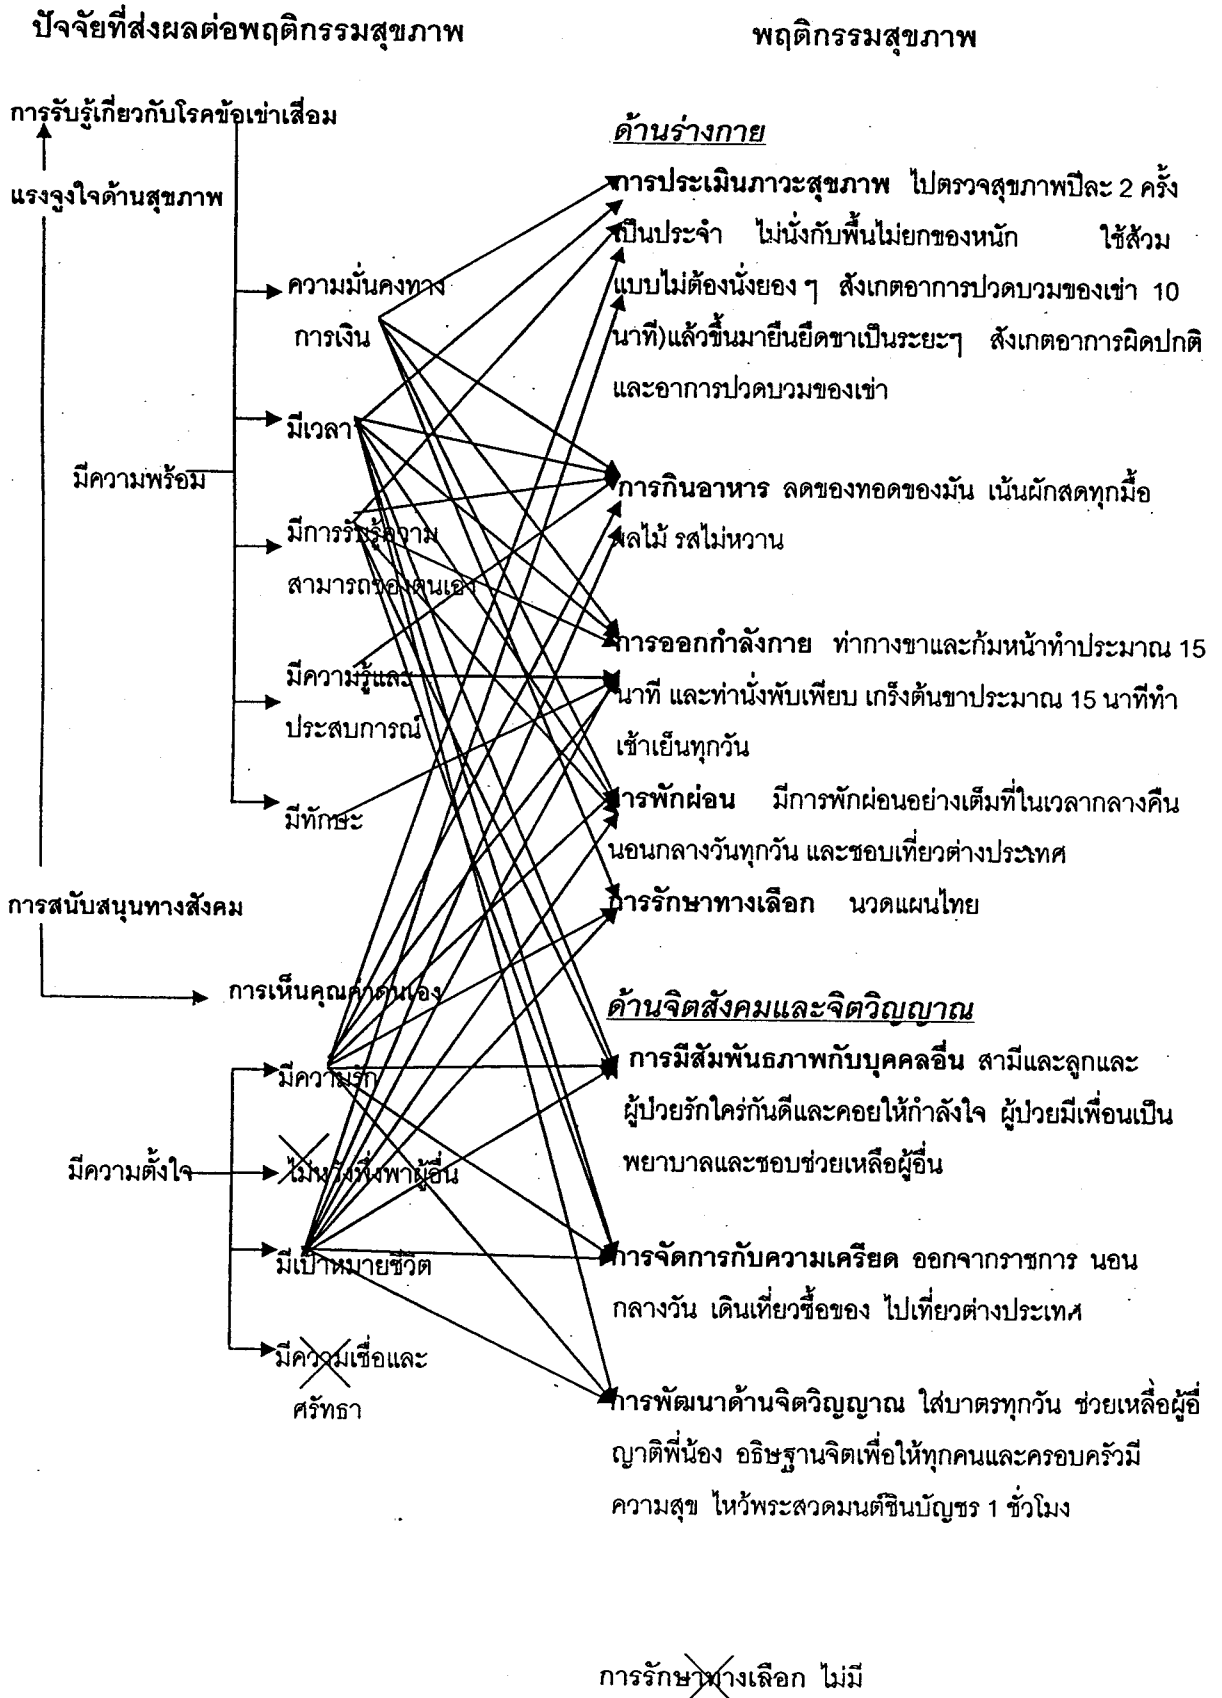 ปัจจัยที่ส่งผลต่อพฤติกรรมสุขภาพ
พฤติกรรมสุขภาพ
การรับรู้เกี่ยวกับโรคข้อเข่าเสื่อม
แรงจูงใจด้านสุขภาพ
ความมั่นคงทาง
การเงิน
มีเวลา
มีความพร้อม
มีการรับรู้ความ
สามารถของตนเอง
มีความรู้และ
ประสบการณ์
มีทักษะ
การสนับสนุนทางสังคม
การเห็นคุณค่าตนเอง
มีความรัก
มีความตั้งใจ
ไม่หวังพึ่งพาผู้อื่น
มีเป้าหมายชีวิต
มีความเชื่อและ
ศรัทธา
ด้านร่างกาย
การประเมินภาวะสุขภาพ ไปตรวจสุขภาพปีละ 2 ครั้ง
เป็นประจำ ไม่นั่งกับพื้นไม่ยกของหนัก ใช้ส้วม
แบบไม่ต้องนั่งยอง ๆ สังเกตอาการปวดบวมของเข่า 10
นาที)แล้วขึ้นมายืนยืดขาเป็นระยะๆ สังเกตอาการผิดปกติ
และอาการปวดบวมของเข่า
การกินอาหาร ลดของทอดของมัน เน้นผักสดทุกมื้อ
ผลไม้ รสไม่หวาน
การออกกำลังกาย ท่ากางขาและก้มหน้าทำประมาณ 15
นาที และท่านั่งพับเพียบ เกร็งต้นขาประมาณ 15 นาทีทำ
เช้าเย็นทุกวัน
การพักผ่อน มีการพักผ่อนอย่างเต็มที่ในเวลากลางคืน
นอนกลางวันทุกวัน และชอบเที่ยวต่างประเทศ
การรักษาทางเลือก นวดแผนไทย
ด้านจิตสังคมและจิตวิญญาณ
การมีสัมพันธภาพกับบุคคลอื่น สามีและลูกและ
ผู้ป่วยรักใคร่กันดีและคอยให้กำลังใจ ผู้ป่วยมีเพื่อนเป็น
พยาบาลและชอบช่วยเหลือผู้อื่น
การจัดการกับความเครียด ออกจากราชการ นอน
กลางวัน เดินเที่ยวซื้อของ ไปเที่ยวต่างประเทศ
การพัฒนาด้านจิตวิญญาณ ใส่บาตรทุกวัน ช่วยเหลือผู้อื่
ญาติพี่น้อง อธิษฐานจิตเพื่อให้ทุกคนและครอบครัวมี
ความสุข ไหว้พระสวดมนต์ชินบัญชร 1 ชั่วโมง
การรักษาทางเลือก ไม่มี